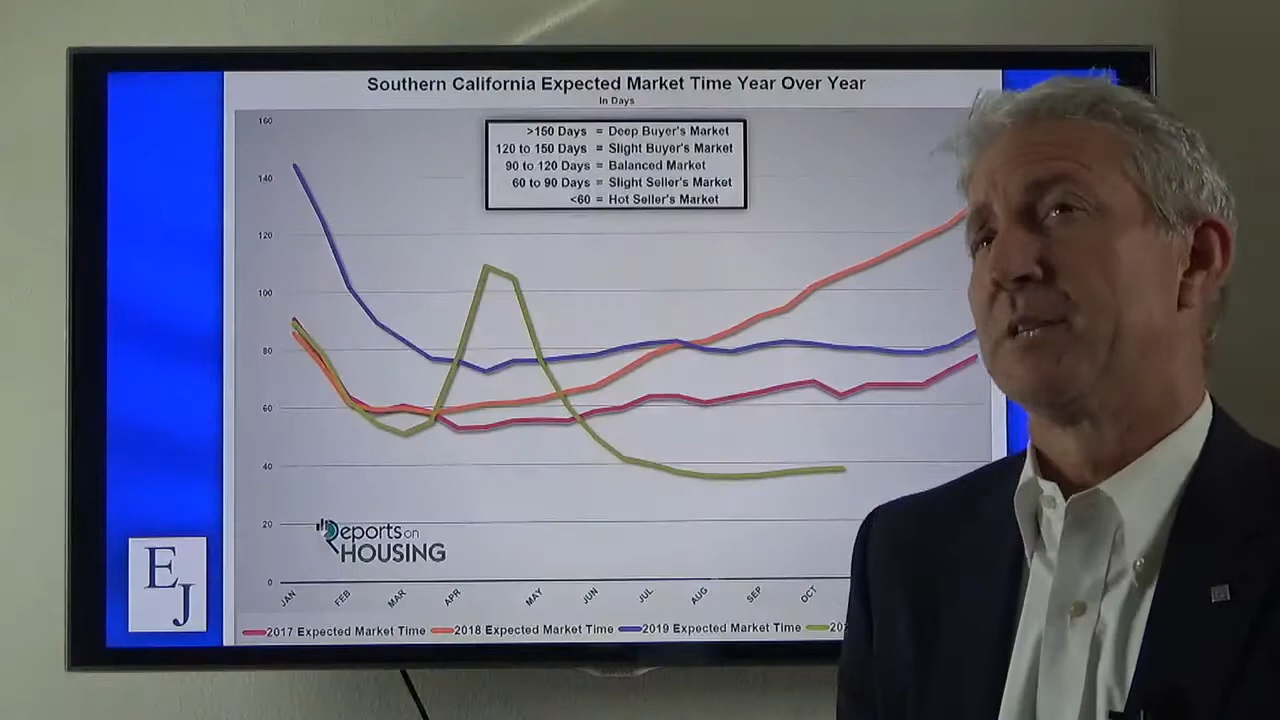 Southern California Expected Market Time Year Over Year
In Days
>150 Days = Deep Buyer's Market
120 to 150 Days = Slight Buyer's Market
90 to 120 Days = Balanced Market
60 to 90 Days = Slight Seller's Market
<60 = Hot Seller's Market
160
140
120
100
80
60
40
20
0
JAN FEB MAR APR MAY JUN JUL AUG SEP OCT
Reports on
HOUSING
EJ
2017 Expected Market Time 2018 Expected Market Time 2019 Expected Market Time 20